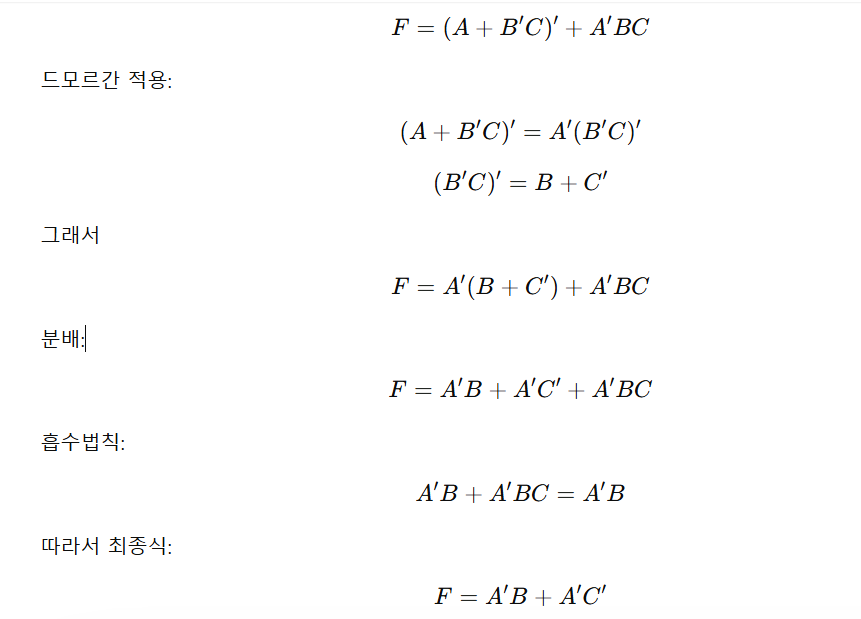 F = (A + B′C)′ + A′BC
드모르간 적용:
(A + B′C)′ = A′(B′C)′
(B′C)′ = B + C′
그래서
F = A′(B + C′) + A′BC
분배:
F = A′B + A′C′ + A′BC
흡수법칙:
A′B + A′BC = A′B
따라서 최종식:
F = A′B + A′C′